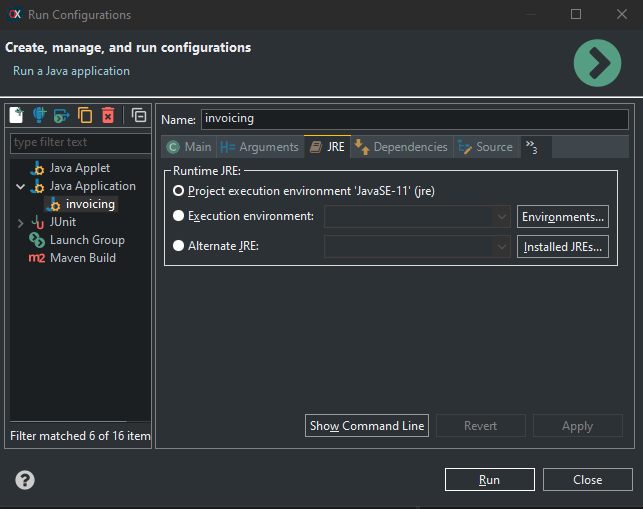 OX Run Configurations
Create, manage, and run configurations
Run a Java application
type filter text
Java Applet
Java Application
invoicing
JUnit
Launch Group
m2 Maven Build
Filter matched 6 of 16 item
Name: invoicing
Main Arguments JRE Dependencies Source »3
Runtime JRE:
Project execution environment 'JavaSE-11' (jre)
Execution environment: Environments...
Alternate JRE: Installed JREs...
Show Command Line Revert Apply
? Run Close